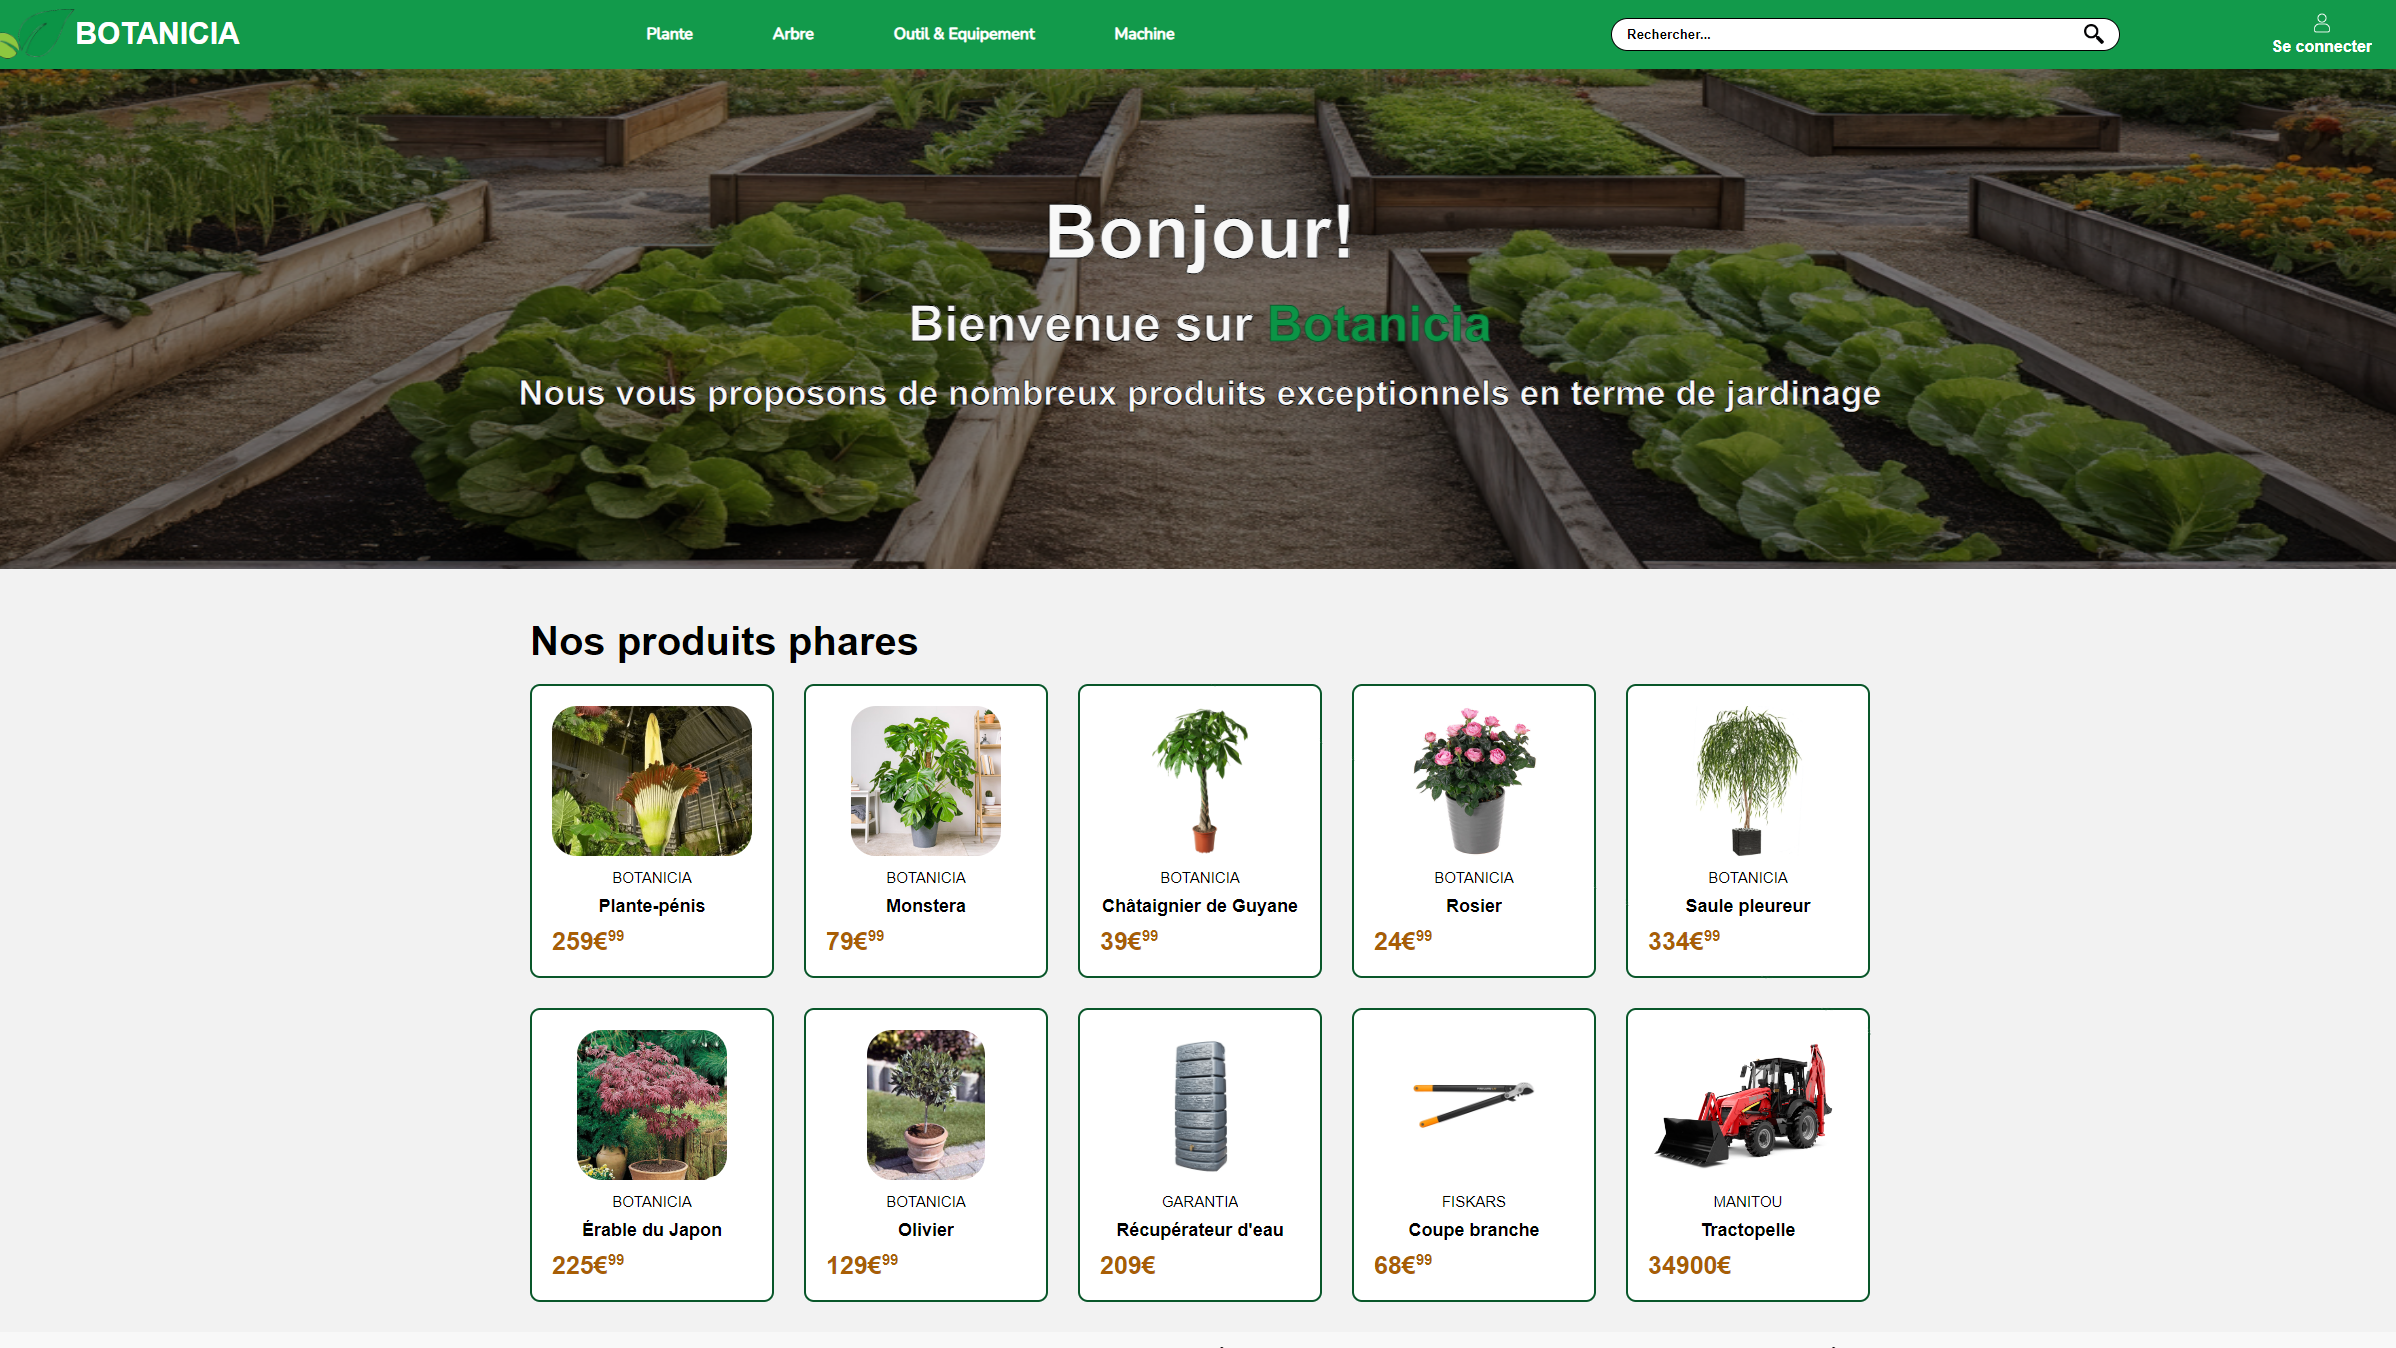 BOTANICIA
Plante
Arbre
Outil & Equipement
Machine
Rechercher...
Se connecter
Bonjour!
Bienvenue sur Botanicia
Nous vous proposons de nombreux produits exceptionnels en terme de jardinage
Nos produits phares
BOTANICIA
Plante-pénis
259€99
BOTANICIA
Monstera
79€99
BOTANICIA
Châtaignier de Guyane
39€99
BOTANICIA
Rosier
24€99
BOTANICIA
Saule pleureur
334€99
BOTANICIA
Érable du Japon
225€99
BOTANICIA
Olivier
129€99
GARANTIA
Récupérateur d'eau
209€
FISKARS
Coupe branche
68€99
MANITOU
Tractopelle
34900€